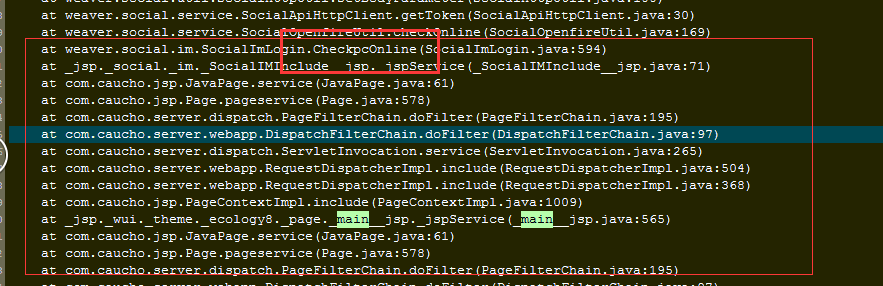 at weaver.social.service.SocialApiHttpClient.getToken(SocialApiHttpClient.java:30)
at weaver.social.service.SocialOpenfireUtil.checkOnline(SocialOpenfireUtil.java:169)
at weaver.social.im.SocialImLogin.CheckpcOnline(SocialImLogin.java:594)
at _jsp._social._im._SocialIMInclude__jsp._jspService(_SocialIMInclude__jsp.java:71)
at com.caucho.jsp.JavaPage.service(JavaPage.java:61)
at com.caucho.jsp.Page.pageservice(Page.java:578)
at com.caucho.server.dispatch.PageFilterChain.doFilter(PageFilterChain.java:195)
at com.caucho.server.webapp.DispatchFilterChain.doFilter(DispatchFilterChain.java:97)
at com.caucho.server.dispatch.ServletInvocation.service(ServletInvocation.java:265)
at com.caucho.server.webapp.RequestDispatcherImpl.include(RequestDispatcherImpl.java:504)
at com.caucho.server.webapp.RequestDispatcherImpl.include(RequestDispatcherImpl.java:368)
at com.caucho.jsp.PageContextImpl.include(PageContextImpl.java:1009)
at _jsp._wui._theme._ecology8._page._main__jsp._jspService(_main__jsp.java:565)
at com.caucho.jsp.JavaPage.service(JavaPage.java:61)
at com.caucho.jsp.Page.pageservice(Page.java:578)
at com.caucho.server.dispatch.PageFilterChain.doFilter(PageFilterChain.java:195)